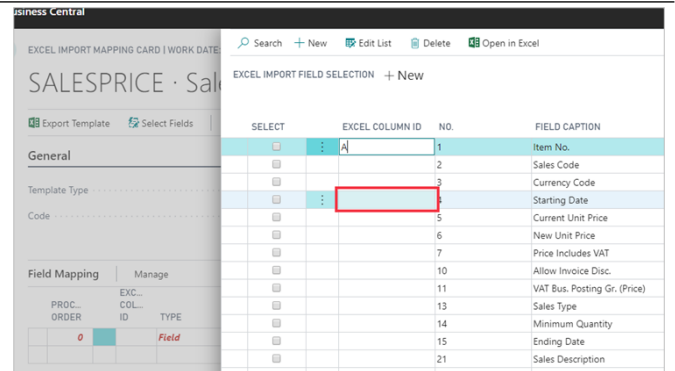 usiness Central
EXCEL IMPORT MAPPING CARD | WORK DATE:
SALESPRICE · Sal
Export Template Select Fields
General
Template Type
Code
Field Mapping Manage
PROC... ORDER EXC... COL... ID TYPE
0 Field
Search + New Edit List Delete Open in Excel
EXCEL IMPORT FIELD SELECTION + New
SELECT EXCEL COLUMN ID NO. FIELD CAPTION
A 1 Item No.
2 Sales Code
3 Currency Code
4 Starting Date
5 Current Unit Price
6 New Unit Price
7 Price Includes VAT
10 Allow Invoice Disc.
11 VAT Bus. Posting Gr. (Price)
13 Sales Type
14 Minimum Quantity
15 Ending Date
21 Sales Description